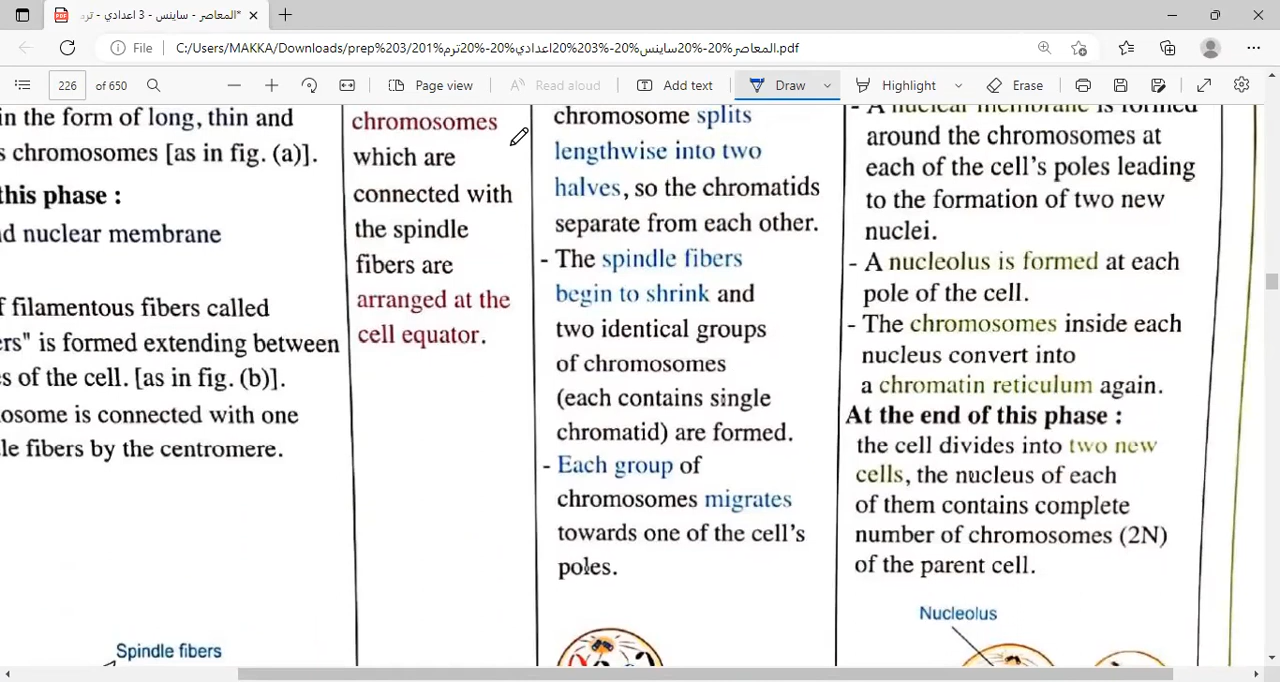 *المعاصر - ساينس - 3 اعدادي - تر
File
C:/Users/MAKKA/Downloads/prep%203/201%المعاصر%20-%20ساينس%20-%203%20اعدادي%20-%20ترم.pdf
226 of 650
Page view
Read aloud
Add text
Draw
Highlight
Erase
in the form of long, thin and
s chromosomes [as in fig. (a)].
this phase :
d nuclear membrane
f filamentous fibers called
ers" is formed extending between
s of the cell. [as in fig. (b)].
osome is connected with one
le fibers by the centromere.
Spindle fibers
chromosomes
which are
connected with
the spindle
fibers are
arranged at the
cell equator.
chromosome splits
lengthwise into two
halves, so the chromatids
separate from each other.
- The spindle fibers
begin to shrink and
two identical groups
of chromosomes
(each contains single
chromatid) are formed.
- Each group of
chromosomes migrates
towards one of the cell's
poles.
- A nuclear membrane is formed
around the chromosomes at
each of the cell's poles leading
to the formation of two new
nuclei.
- A nucleolus is formed at each
pole of the cell.
- The chromosomes inside each
nucleus convert into
a chromatin reticulum again.
At the end of this phase :
the cell divides into two new
cells, the nucleus of each
of them contains complete
number of chromosomes (2N)
of the parent cell.
Nucleolus